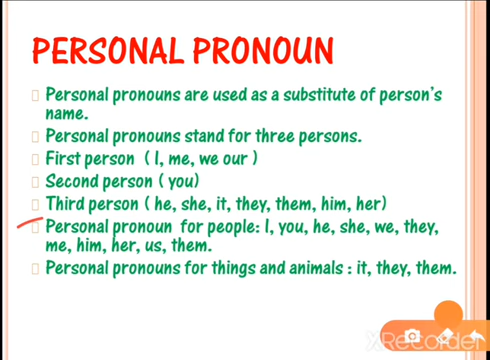 PERSONAL PRONOUN
Personal pronouns are used as a substitute of person's
name.
Personal pronouns stand for three persons.
First person ( I, me, we our )
Second person ( you)
Third person ( he, she, it, they, them, him, her)
Personal pronoun for people: I, you, he, she, we, they,
me, him, her, us, them.
Personal pronouns for things and animals : it, they, them.
XRecorder